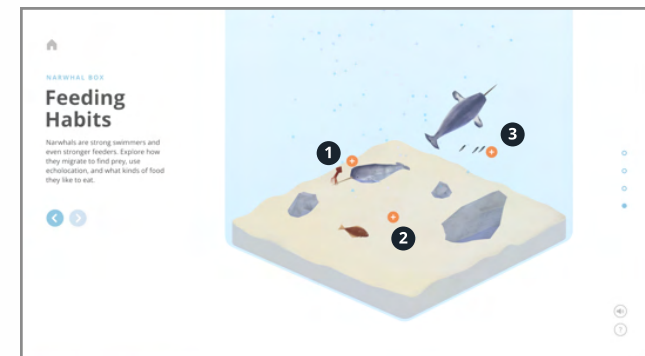 NARWHAL BOX
Feeding
Habits
Narwhals are strong swimmers and
even stronger feeders. Explore how
they migrate to find prey, use
echolocation, and what kinds of food
they like to eat.
1
3
2
?